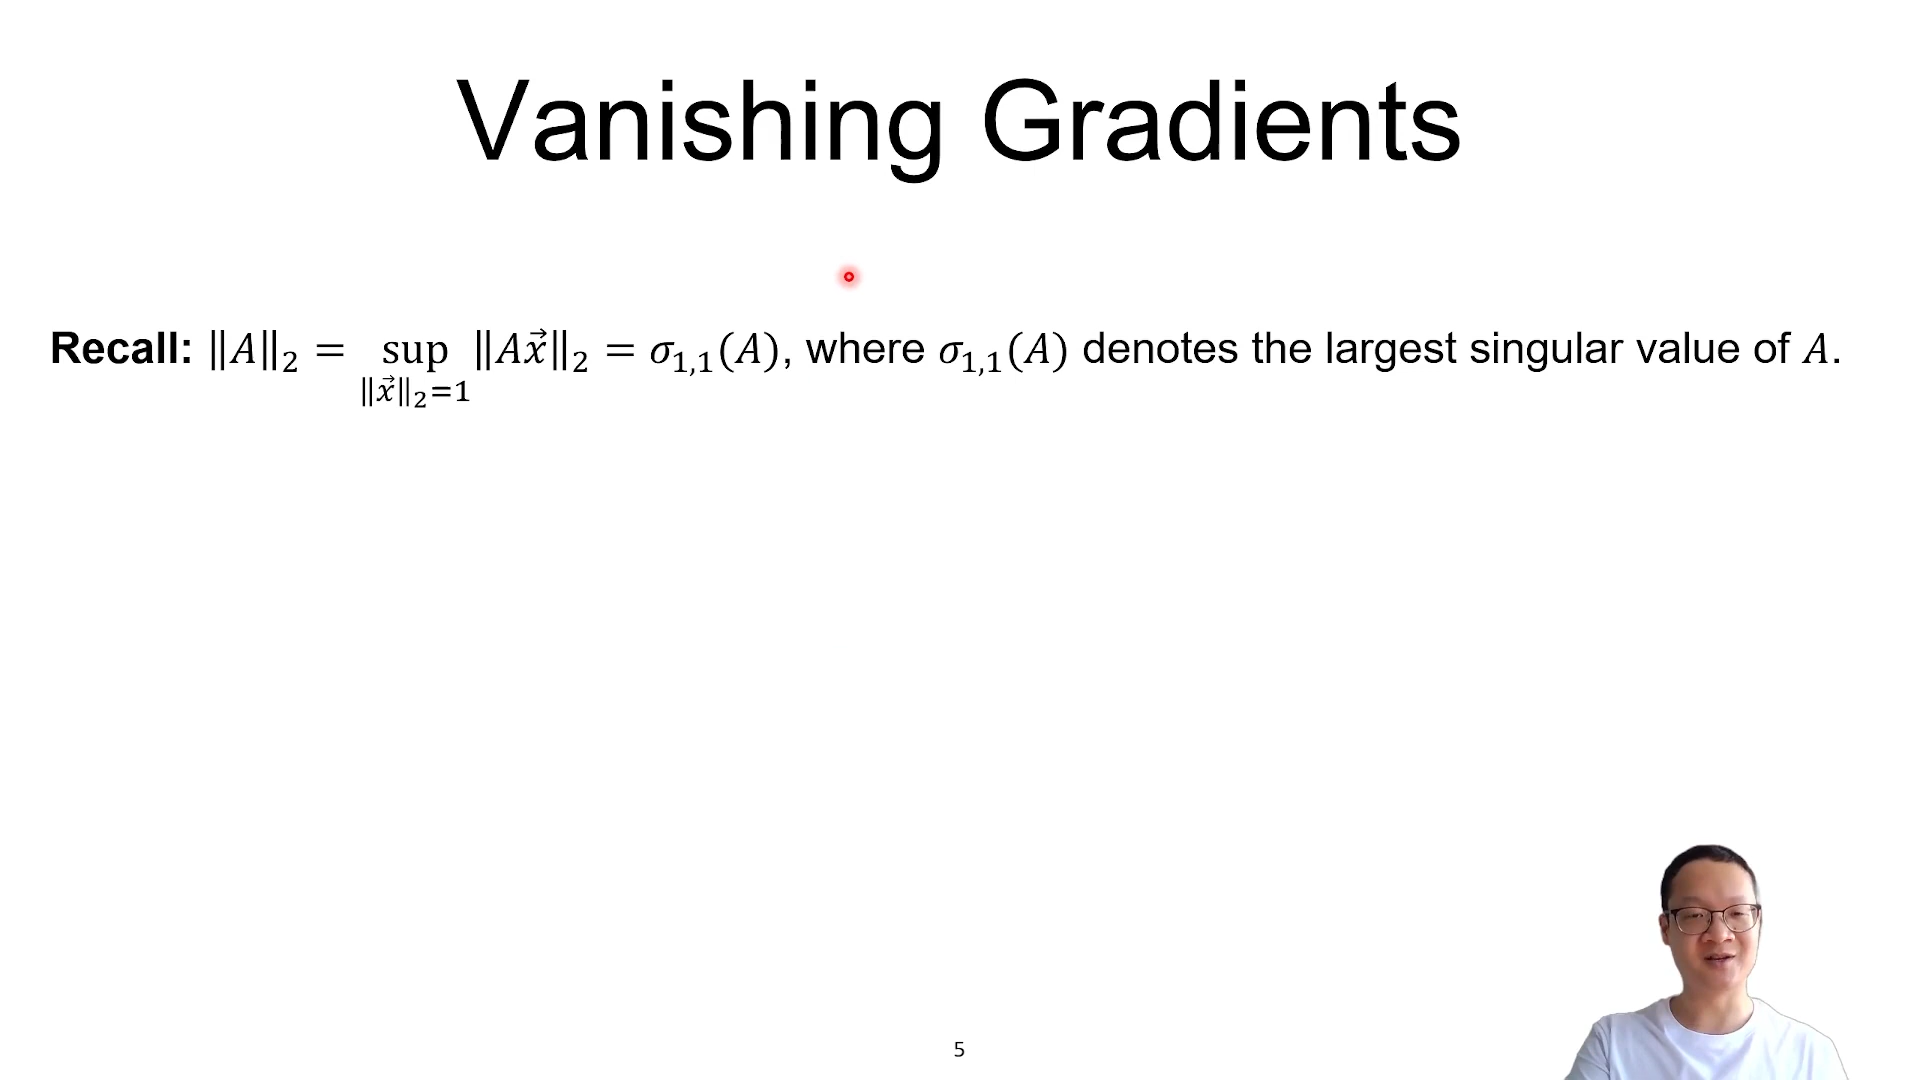 Vanishing Gradients
Recall: ‖A‖₂ = sup ‖Ax⃗‖₂ = σ₁,₁(A), where σ₁,₁(A) denotes the largest singular value of A.
‖x⃗‖₂=1
5